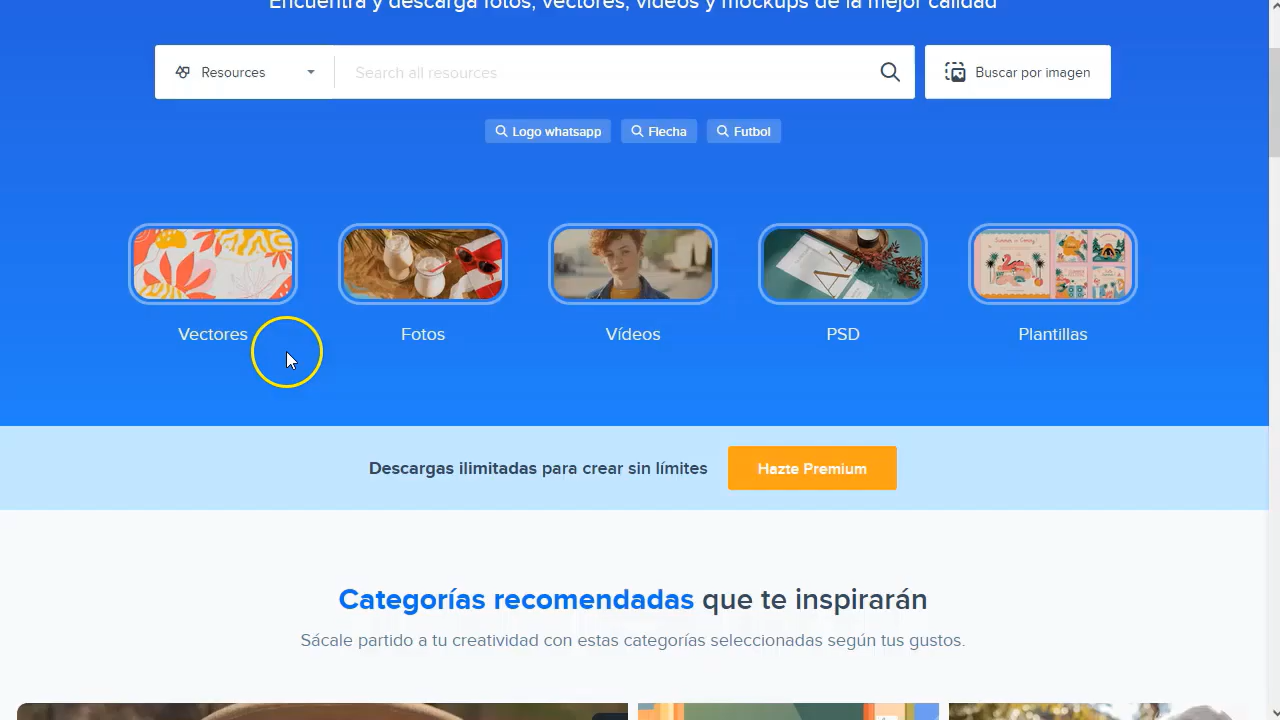 Encuentra y descarga fotos, vectores, vídeos y mockups de la mejor calidad
Resources
Search all resources
Buscar por imagen
Logo whatsapp
Flecha
Futbol
Vectores
Fotos
Vídeos
PSD
Plantillas
Descargas ilimitadas para crear sin límites
Hazte Premium
Categorías recomendadas que te inspirarán
Sácale partido a tu creatividad con estas categorías seleccionadas según tus gustos.